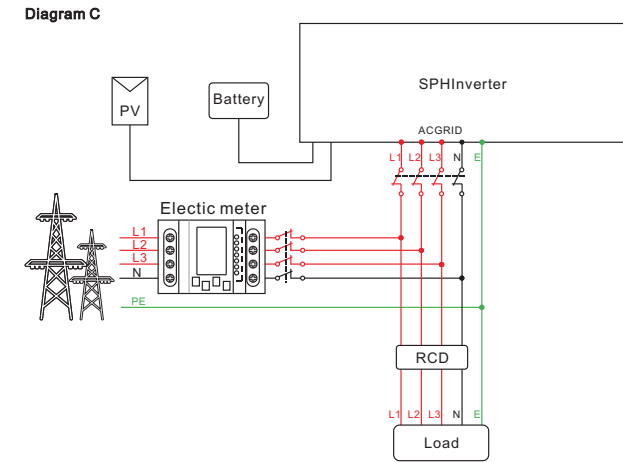 Diagram C
SPHInverter
PV
Battery
ACGRID
L1 L2 L3 N E
Electic meter
L1
L2
L3
N
PE
RCD
L1 L2 L3 N E
Load